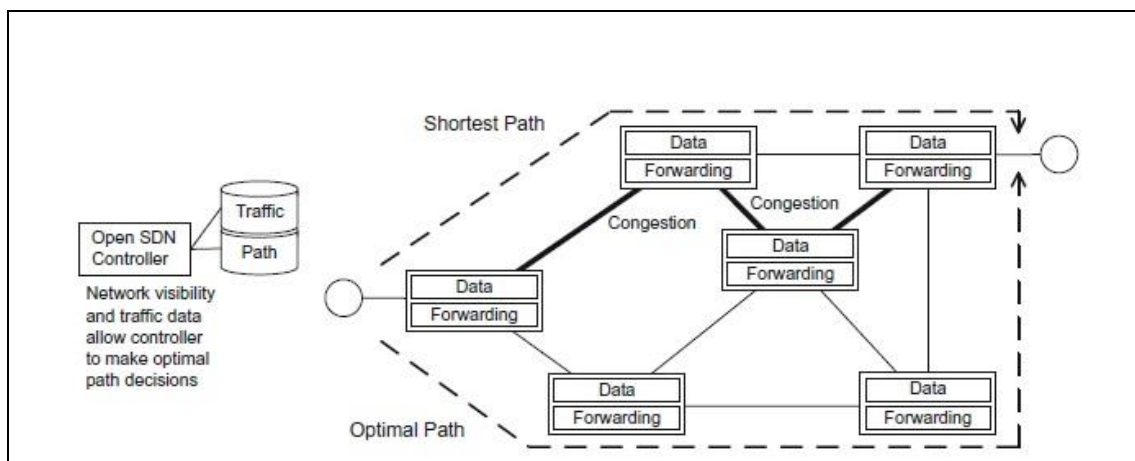 Shortest Path
Data
Forwarding
Data
Forwarding
Congestion
Congestion
Traffic
Path
Open SDN
Controller
Data
Forwarding
Data
Forwarding
Network visibility
and traffic data
allow controller
to make optimal
path decisions
Data
Forwarding
Data
Forwarding
Optimal Path